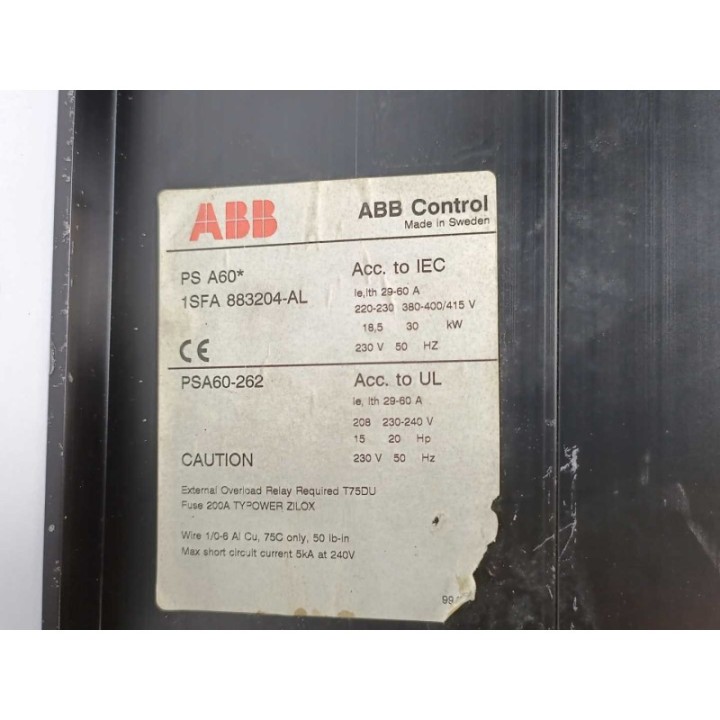 ABB
ABB Control
Made in Sweden
PS A60*
1SFA 883204-AL
Acc. to IEC
Ie,Ith 29-60 A
220-230 380-400/415 V
18,5 30 kW
230 V 50 HZ
CE
PSA60-262
Acc. to UL
Ie, Ith 29-60 A
208 230-240 V
15 20 Hp
230 V 50 Hz
CAUTION
External Overload Relay Required T75DU
Fuse 200A TYPOWER ZILOX
Wire 1/0-6 Al Cu, 75C only, 50 lb-in
Max short circuit current 5kA at 240V
99